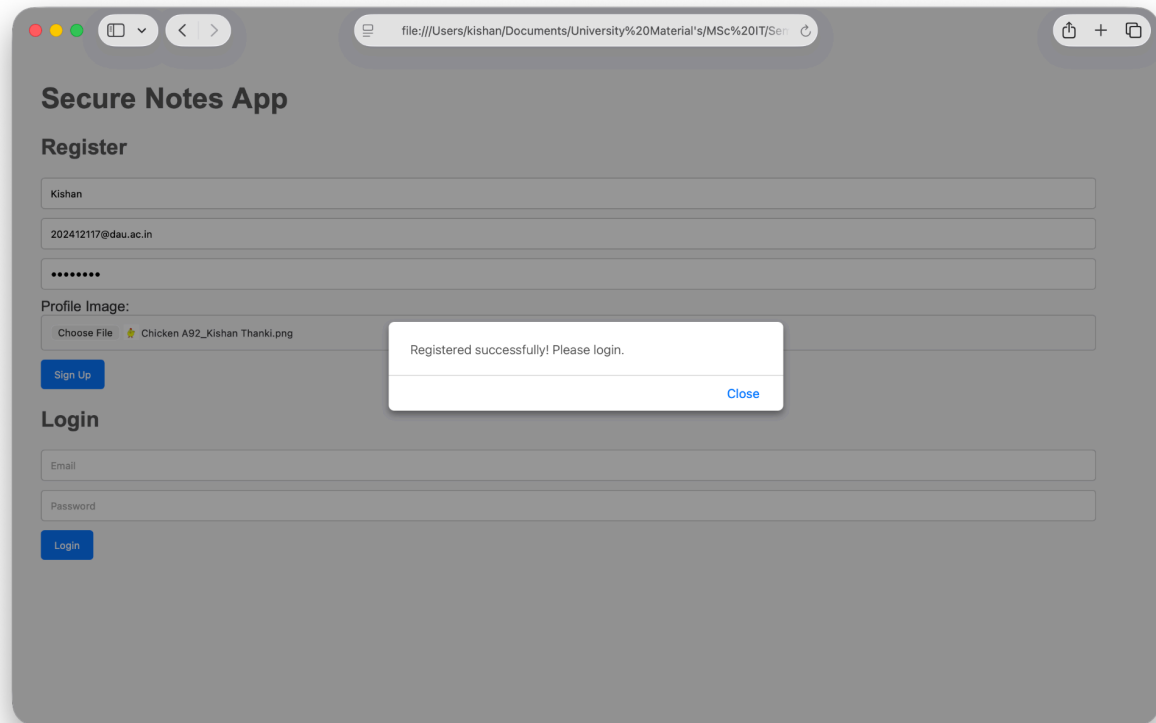 file:///Users/kishan/Documents/University%20Material's/MSc%20IT/Sen
Secure Notes App
Register
Kishan
202412117@dau.ac.in
••••••••
Profile Image:
Choose File Chicken A92_Kishan Thanki.png
Sign Up
Registered successfully! Please login.
Close
Login
Email
Password
Login